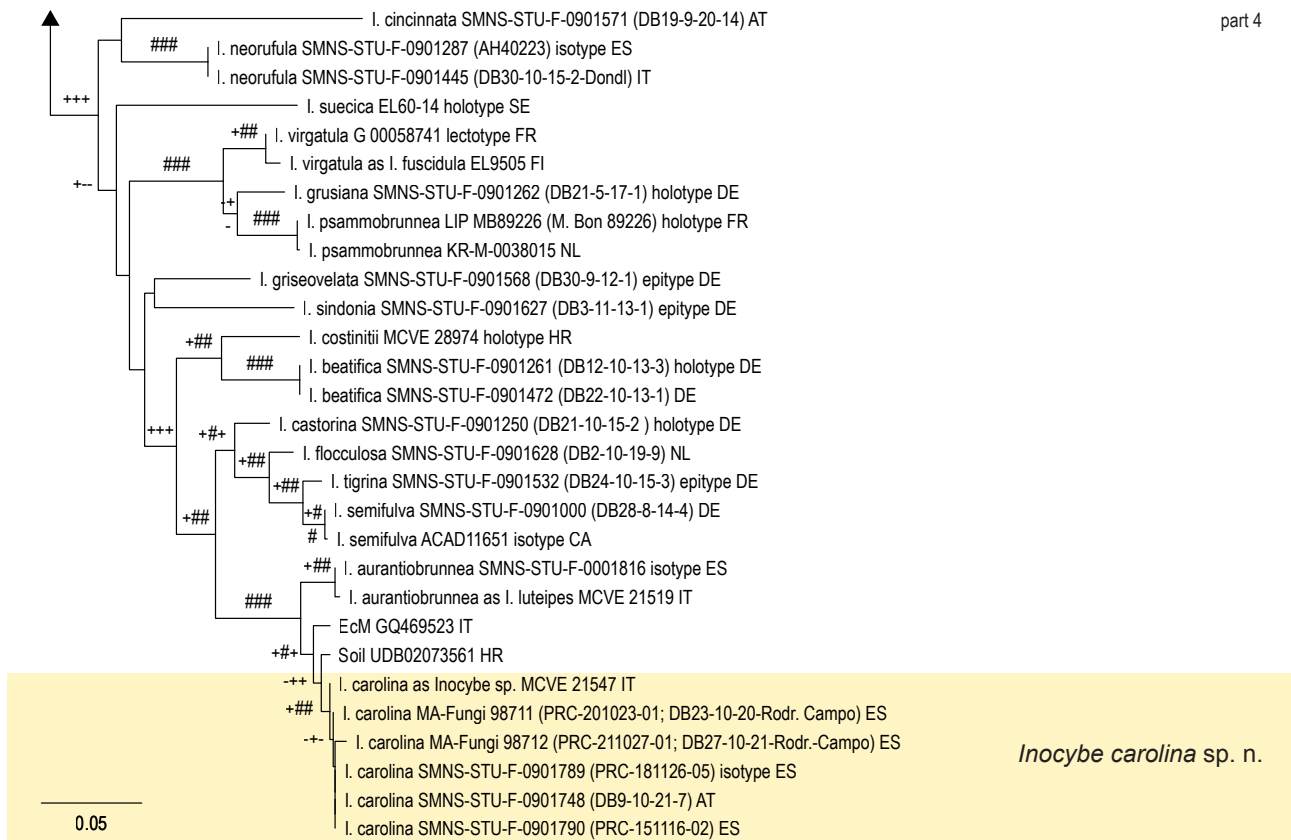 I. cincinnata SMNS-STU-F-0901571 (DB19-9-20-14) AT
part 4
###
I. neorufula SMNS-STU-F-0901287 (AH40223) isotype ES
I. neorufula SMNS-STU-F-0901445 (DB30-10-15-2-Dondl) IT
+++
I. suecica EL60-14 holotype SE
+##
I. virgatula G 00058741 lectotype FR
###
I. virgatula as I. fuscidula EL9505 FI
+--
I. grusiana SMNS-STU-F-0901262 (DB21-5-17-1) holotype DE
-+
-
###
I. psammobrunnea LIP MB89226 (M. Bon 89226) holotype FR
I. psammobrunnea KR-M-0038015 NL
I. griseovelata SMNS-STU-F-0901568 (DB30-9-12-1) epitype DE
I. sindonia SMNS-STU-F-0901627 (DB3-11-13-1) epitype DE
+##
I. costinitii MCVE 28974 holotype HR
###
I. beatifica SMNS-STU-F-0901261 (DB12-10-13-3) holotype DE
I. beatifica SMNS-STU-F-0901472 (DB22-10-13-1) DE
+++
+#+
I. castorina SMNS-STU-F-0901250 (DB21-10-15-2 ) holotype DE
+##
I. flocculosa SMNS-STU-F-0901628 (DB2-10-19-9) NL
+##
I. tigrina SMNS-STU-F-0901532 (DB24-10-15-3) epitype DE
+##
+#
#
I. semifulva SMNS-STU-F-0901000 (DB28-8-14-4) DE
I. semifulva ACAD11651 isotype CA
+##
I. aurantiobrunnea SMNS-STU-F-0001816 isotype ES
###
I. aurantiobrunnea as I. luteipes MCVE 21519 IT
EcM GQ469523 IT
+#+
Soil UDB02073561 HR
-++
I. carolina as Inocybe sp. MCVE 21547 IT
+##
I. carolina MA-Fungi 98711 (PRC-201023-01; DB23-10-20-Rodr. Campo) ES
-+-
I. carolina MA-Fungi 98712 (PRC-211027-01; DB27-10-21-Rodr.-Campo) ES
Inocybe carolina sp. n.
I. carolina SMNS-STU-F-0901789 (PRC-181126-05) isotype ES
I. carolina SMNS-STU-F-0901748 (DB9-10-21-7) AT
I. carolina SMNS-STU-F-0901790 (PRC-151116-02) ES
0.05